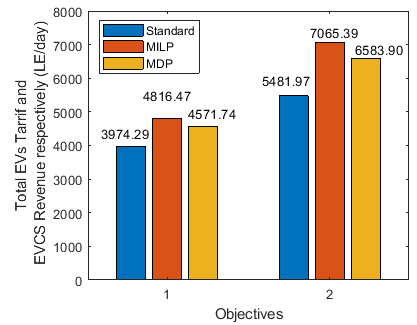 8000
7000
6000
5000
4000
3000
2000
1000
0
Total EVs Tarrif and
EVCS Revenue respectively (LE/day)
Standard
MILP
MDP
3974.29
4816.47
4571.74
5481.97
7065.39
6583.90
1
2
Objectives